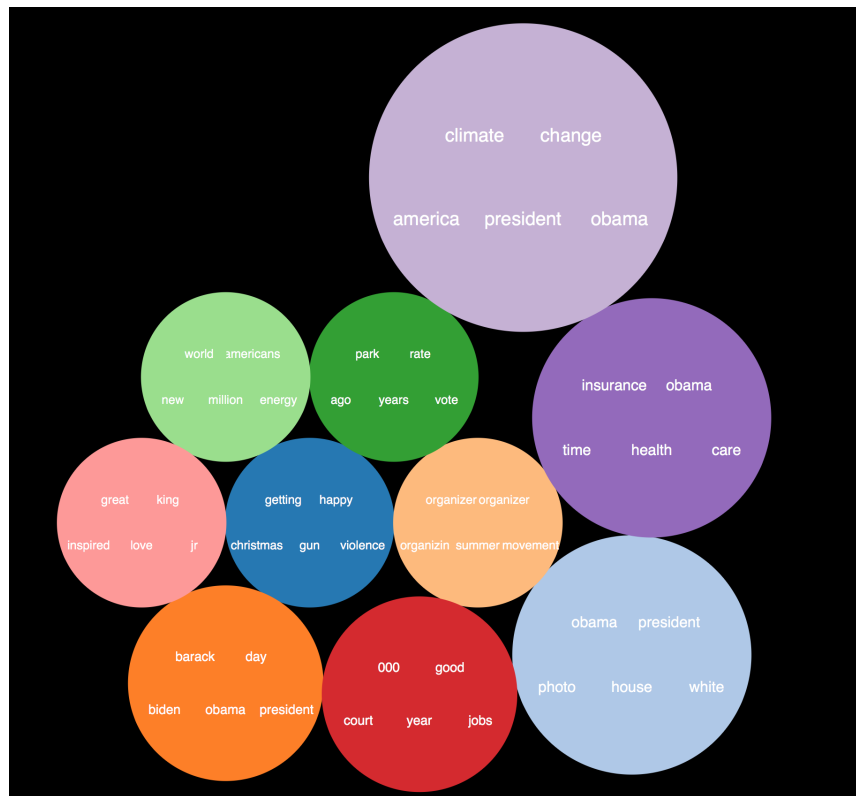 climate change
america president obama
world americans
new million energy
park rate
ago years vote
insurance obama
time health care
great king
inspired love jr
getting happy
christmas gun violence
organizer organizer
organizin summer movement
barack day
biden obama president
000 good
court year jobs
obama president
photo house white